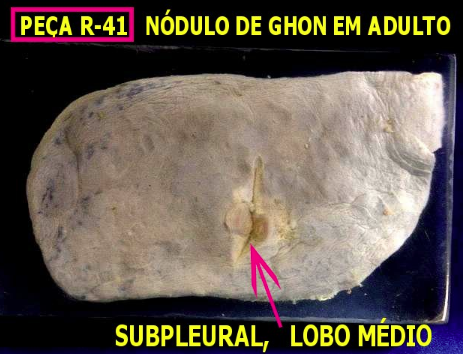 PEÇA R-41 NÓDULO DE GHON EM ADULTO
SUBPLEURAL, LOBO MÉDIO